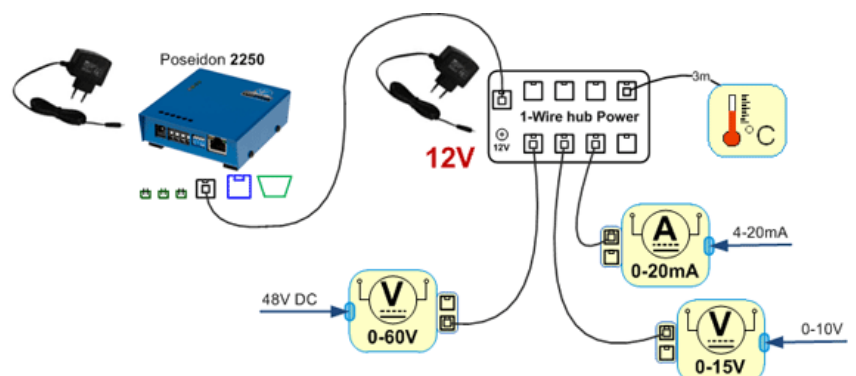 Poseidon 2250
1-Wire hub Power
12V
12V
3m
°C
A
0-20mA
4-20mA
48V DC
V
0-60V
V
0-15V
0-10V